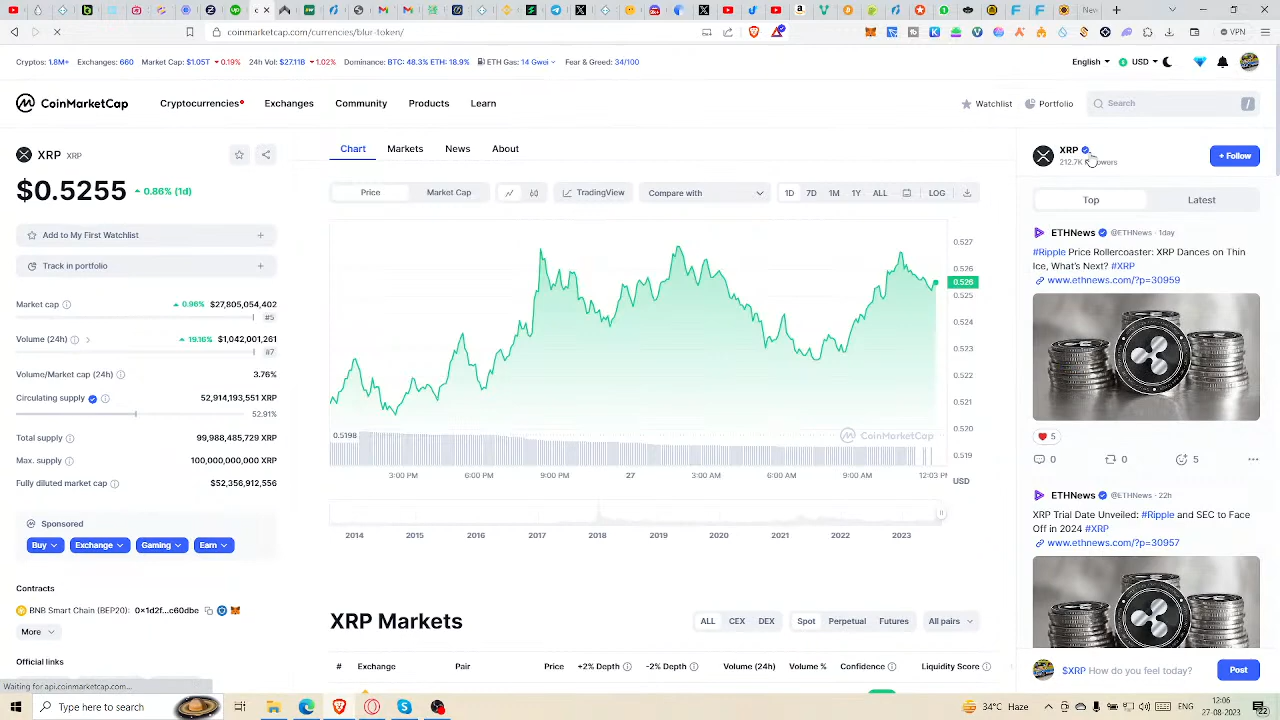 coinmarketcap.com/currencies/blur-token/
VPN
Cryptos: 1.8M+ Exchanges: 660 Market Cap: $1.05T 0.19% 24h Vol: $27.11B 1.02% Dominance: BTC: 48.3% ETH: 18.9% ETH Gas: 14 Gwei Fear & Greed: 34/100
English USD
CoinMarketCap
Cryptocurrencies Exchanges Community Products Learn
Watchlist Portfolio Search /
XRP XRP
$0.5255 0.86% (1d)
Add to My First Watchlist +
Track in portfolio +
Market cap 0.96% $27,805,054,402
#5
Volume (24h) 19.16% $1,042,001,261
#7
Volume/Market cap (24h) 3.76%
Circulating supply 52,914,193,551 XRP
52.91%
Total supply 99,988,485,729 XRP
Max. supply 100,000,000,000 XRP
Fully diluted market cap $52,536,912,556
Sponsored
Buy Exchange Gaming Earn
Contracts
BNB Smart Chain (BEP20): 0x1d2f...c60dbe
More
Official links
Waiting for api.coinmarketcap.com...
Chart Markets News About
Price Market Cap TradingView Compare with 1D 7D 1M 1Y ALL LOG
0.527
0.526
0.526
0.525
0.524
0.523
0.522
0.521
0.520
0.519
0.5198
CoinMarketCap
3:00 PM 6:00 PM 9:00 PM 27 3:00 AM 6:00 AM 9:00 AM 12:03 PM
USD
2014 2015 2016 2017 2018 2019 2020 2021 2022 2023
XRP Markets
ALL CEX DEX Spot Perpetual Futures All pairs
# Exchange Pair Price +2% Depth -2% Depth Volume (24h) Volume % Confidence Liquidity Score
XRP
212.7K
+ Follow
Top Latest
ETHNews @ETHNews · 1day
#Ripple Price Rollercoaster: XRP Dances on Thin
Ice, What's Next? #XRP
www.ethnews.com/?p=30959
5
0 0 5
ETHNews @ETHNews · 22h
XRP Trial Date Unveiled: #Ripple and SEC to Face
Off in 2024 #XRP
www.ethnews.com/?p=30957
$XRP How do you feel today? Post
Type here to search
34°C Haze
ENG
12:06
27-08-2023